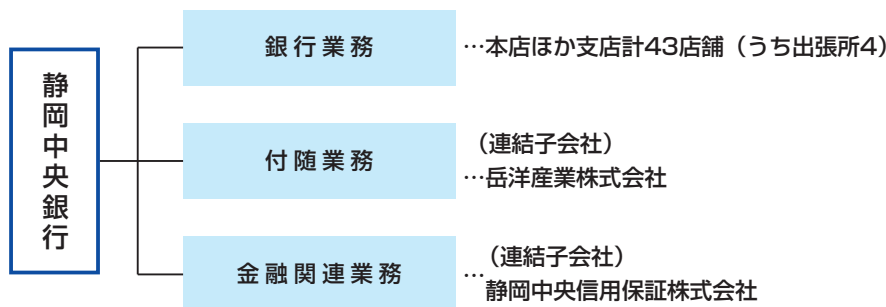 静岡中央銀行
銀行業務
…本店ほか支店計43店舗（うち出張所4）
付随業務
（連結子会社）
…岳洋産業株式会社
金融関連業務
（連結子会社）
…静岡中央信用保証株式会社